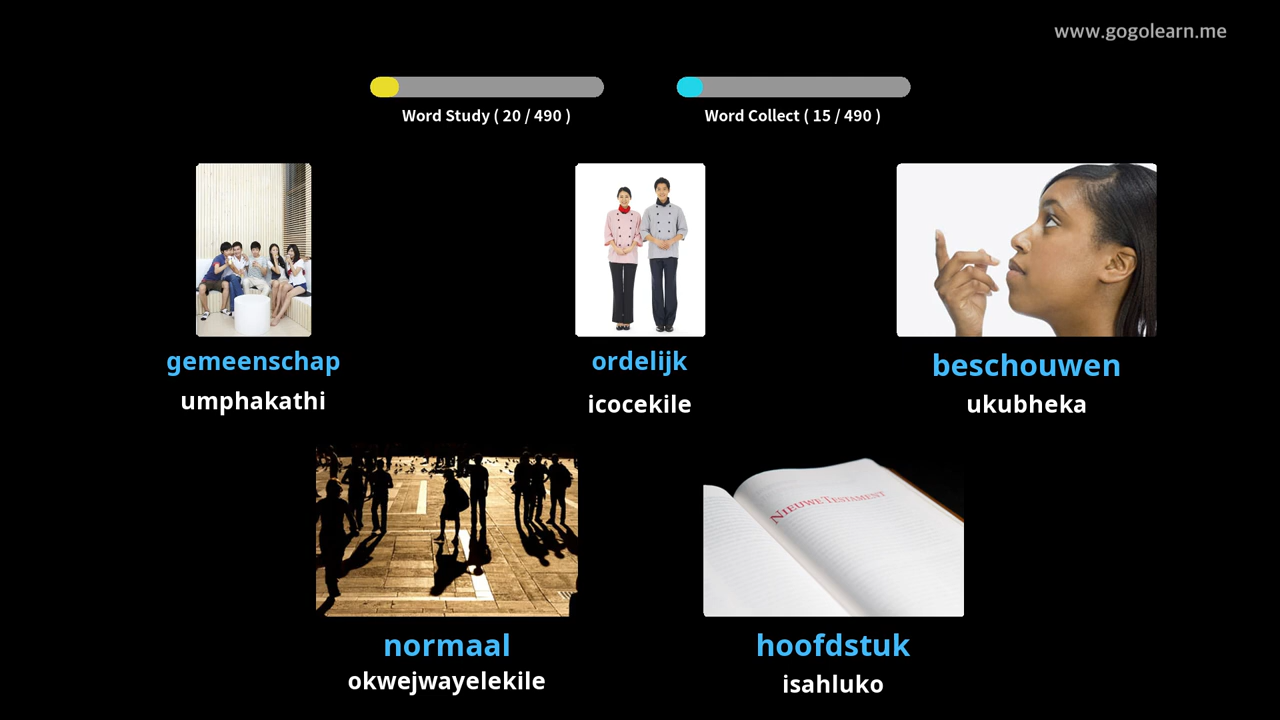 www.gogolearn.me
Word Study ( 20 / 490 )
Word Collect ( 15 / 490 )
gemeenschap
umphakathi
ordelijk
icocekile
beschouwen
ukubheka
NIEUWE TESTAMENT
normaal
okwejwayelekile
hoofdstuk
isahluko